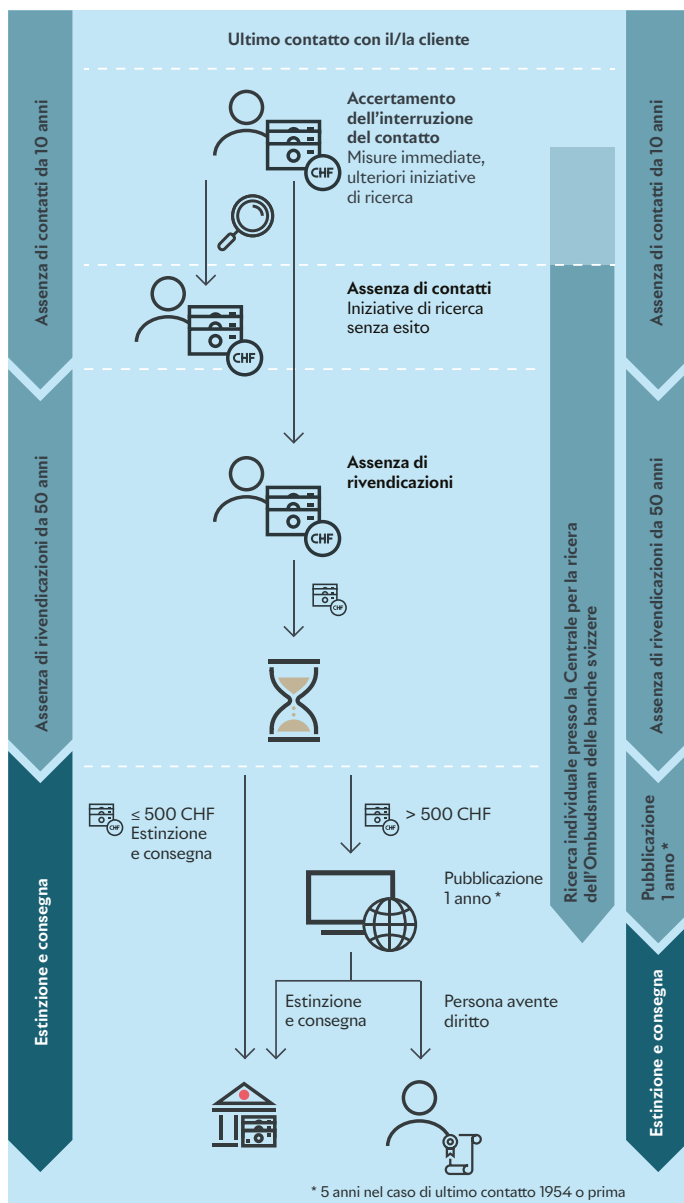 Ultimo contatto con il/la cliente
Assenza di contatti da 10 anni
Accertamento
dell'interruzione
del contatto
Misure immediate,
ulteriori iniziative
di ricerca
CHF
Assenza di contatti da 10 anni
Assenza di contatti
Iniziative di ricerca
senza esito
CHF
Assenza di rivendicazioni da 50 anni
Assenza di
rivendicazioni
CHF
CHF
Ricerca individuale presso la Centrale per la ricera
dell'Ombudsman delle banche svizzere
Assenza di rivendicazioni da 50 anni
Estinzione e consegna
CHF
≤ 500 CHF
Estinzione
e consegna
CHF
> 500 CHF
Pubblicazione
1 anno *
Pubblicazione
1 anno *
Estinzione
e consegna
Persona avente
diritto
Estinzione e consegna
* 5 anni nel caso di ultimo contatto 1954 o prima